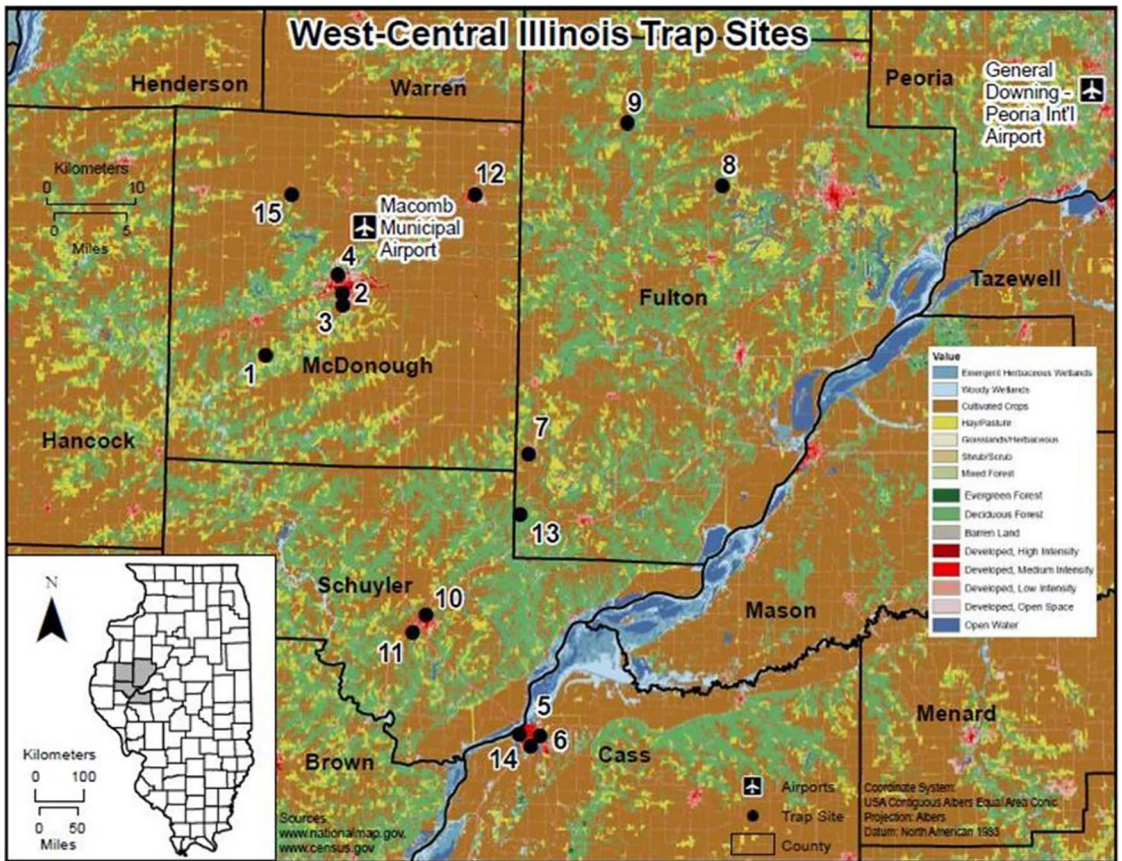 West-Central Illinois Trap Sites
Henderson
Warren
Peoria
General
Downing -
Peoria Int'l
Airport
9
Kilometers
0 10
0 5
Miles
15
12
8
Macomb
Municipal
Airport
4
2
3
1
McDonough
Fulton
Tazewell
Hancock
7
13
Value
Emergent Herbaceous Wetlands
Woody Wetlands
Cultivated Crops
Hay/Pasture
Grasslands/Herbaceous
Shrub/Scrub
Mixed Forest
Evergreen Forest
Deciduous Forest
Barren Land
Developed, High Intensity
Developed, Medium Intensity
Developed, Low Intensity
Developed, Open Space
Open Water
Schuyler
10
11
Mason
Menard
5
14
6
Cass
Brown
N
Kilometers
0 100
0 50
Miles
Sources:
www.nationalmap.gov,
www.census.gov
Airports
Trap Site
County
Coordinate System:
USA Contiguous Albers Equal Area Conic
Projection: Albers
Datum: North American 1983